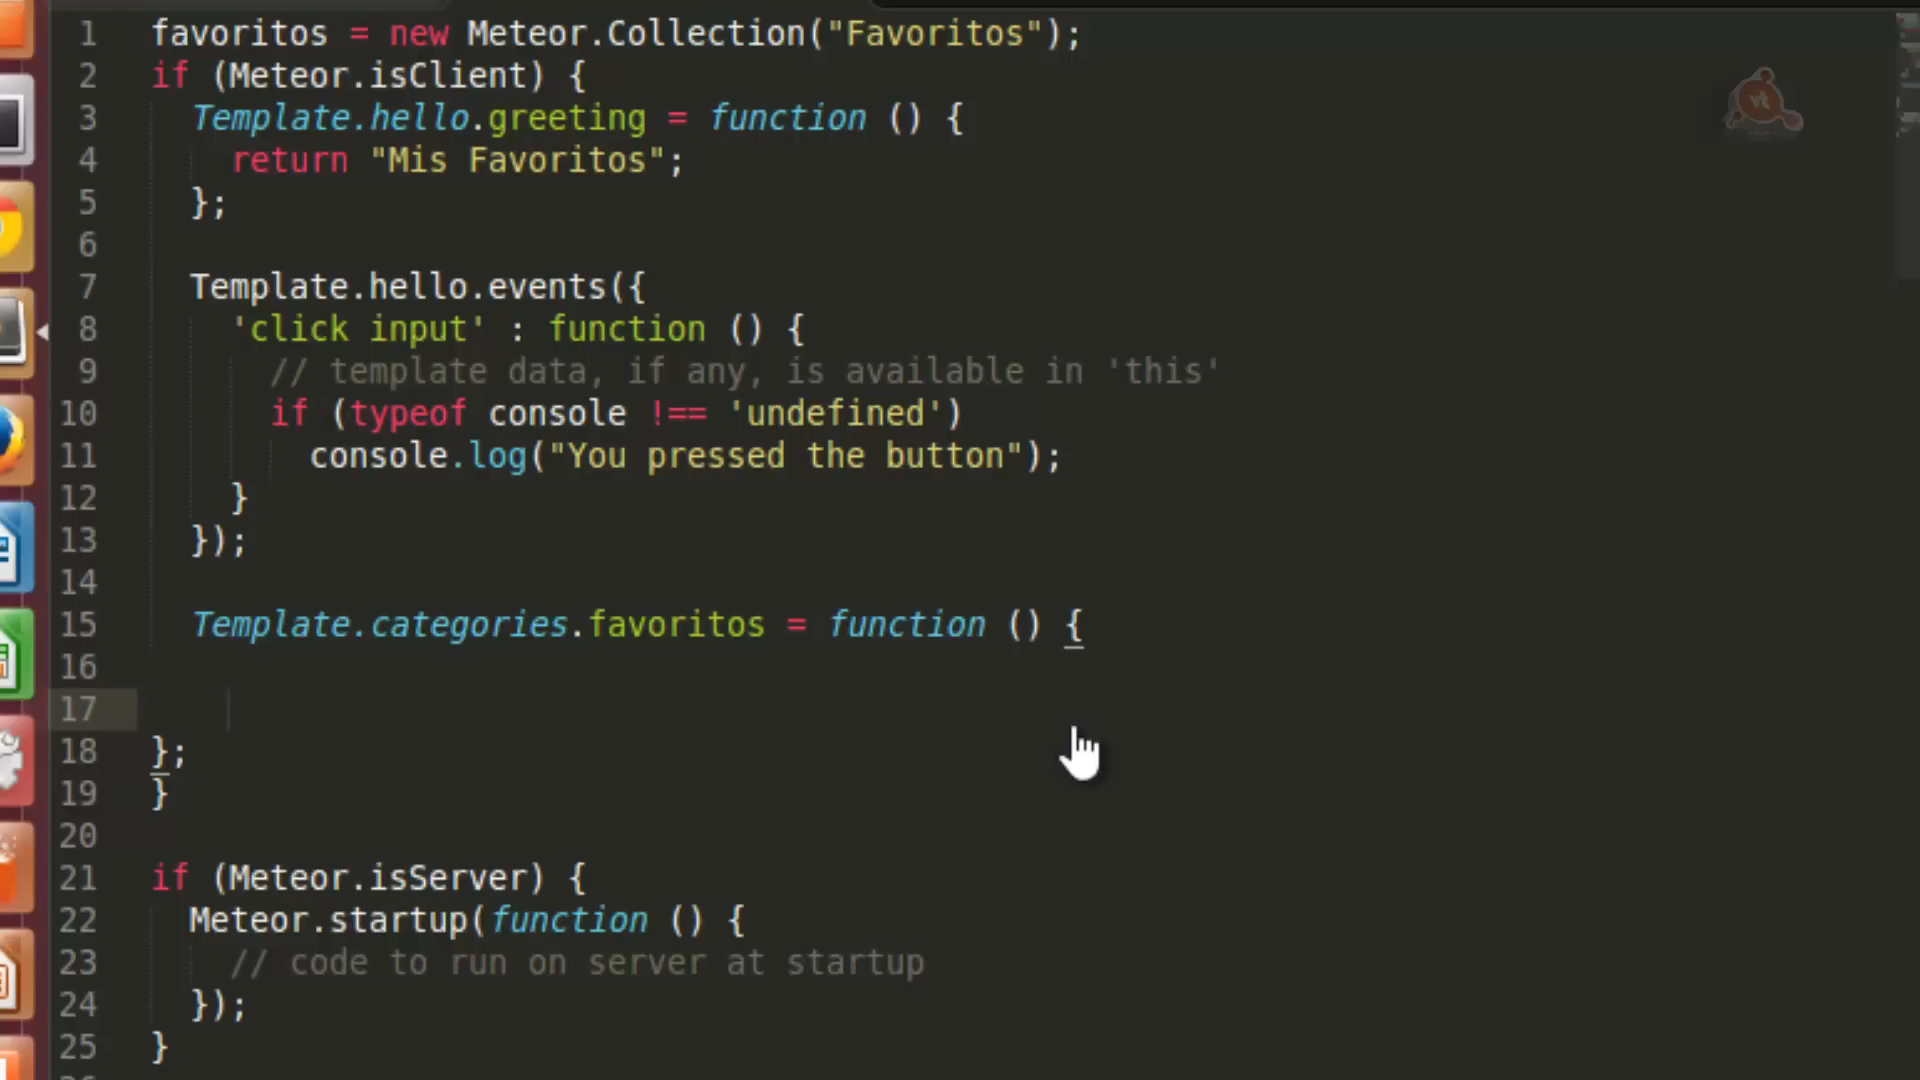 1 favoritos = new Meteor.Collection("Favoritos");
2 if (Meteor.isClient) {
3 Template.hello.greeting = function () {
4 return "Mis Favoritos";
5 };
6
7 Template.hello.events({
8 'click input' : function () {
9 // template data, if any, is available in 'this'
10 if (typeof console !== 'undefined')
11 console.log("You pressed the button");
12 }
13 });
14
15 Template.categories.favoritos = function () {
16
17
18 };
19 }
20
21 if (Meteor.isServer) {
22 Meteor.startup(function () {
23 // code to run on server at startup
24 });
25 }